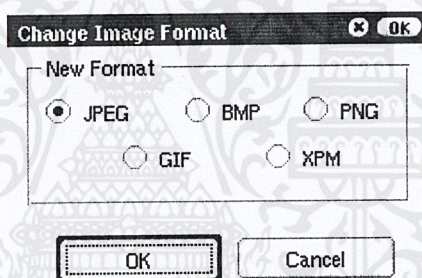 Change Image Format OK
New Format
JPEG BMP PNG
GIF XPM
OK Cancel